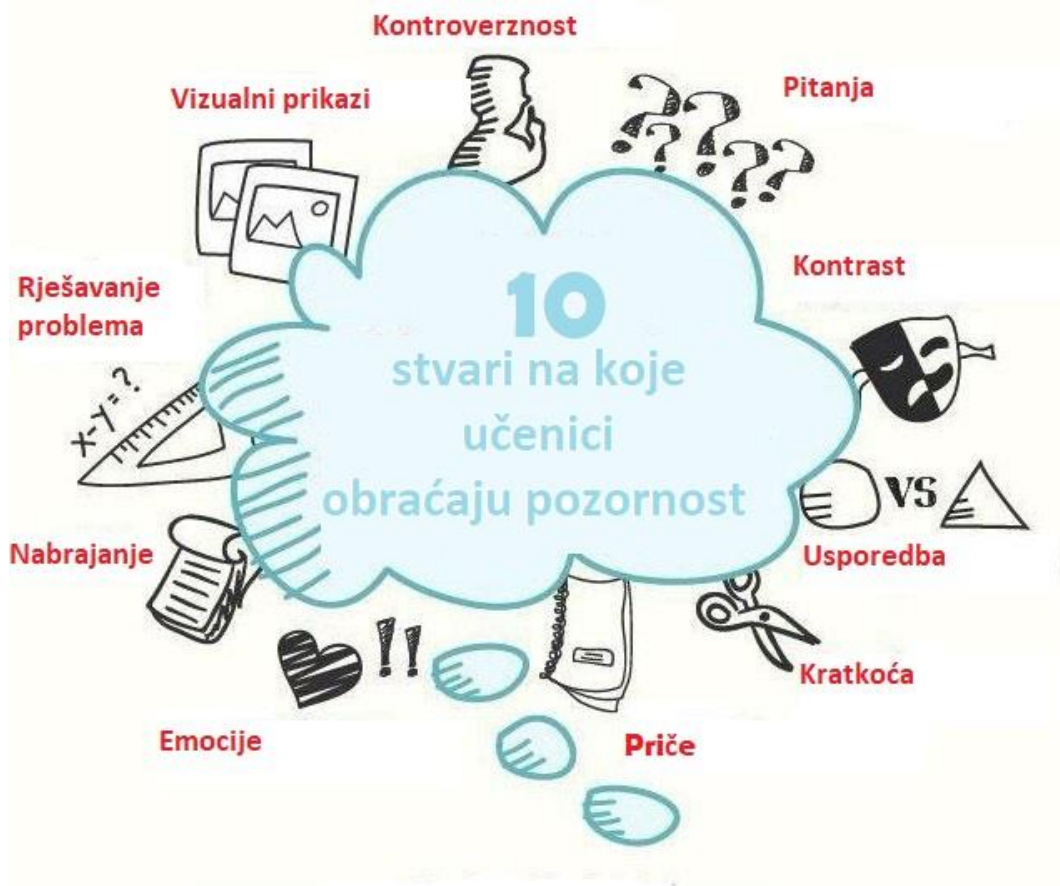 Kontroverznost
Vizualni prikazi
Pitanja
Kontrast
Rješavanje
problema
10
stvari na koje
učenici
obraćaju pozornost
x-y=?
VS
Usporedba
Nabrajanje
Kratkoća
Emocije
Priče